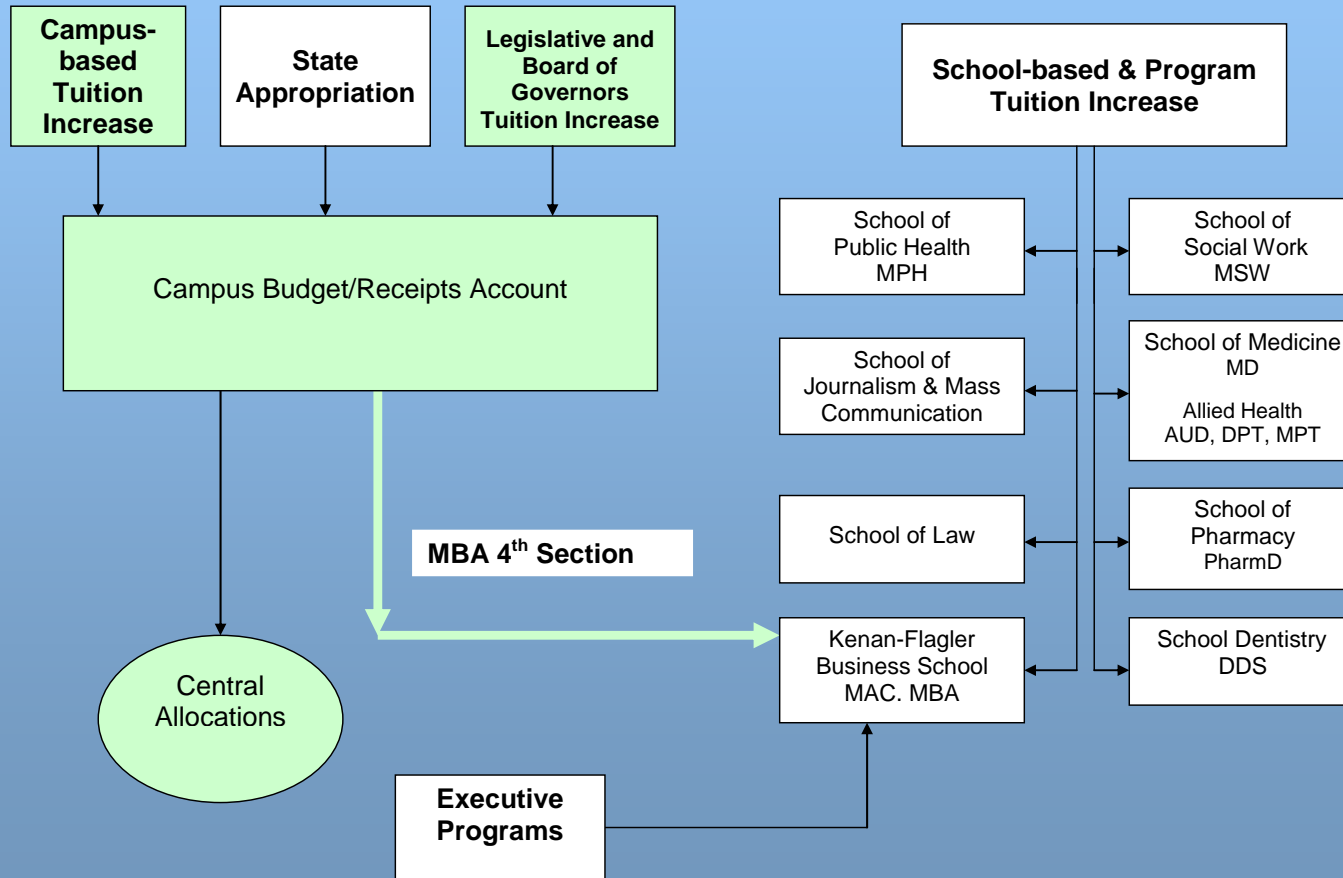 Campus-
based
Tuition
Increase
State
Appropriation
Legislative and
Board of
Governors
Tuition Increase
School-based & Program
Tuition Increase
Campus Budget/Receipts Account
School of
Public Health
MPH
School of
Social Work
MSW
School of
Journalism & Mass
Communication
School of Medicine
MD
Allied Health
AUD, DPT, MPT
MBA 4th Section
School of Law
School of
Pharmacy
PharmD
Central
Allocations
Kenan-Flagler
Business School
MAC. MBA
School Dentistry
DDS
Executive
Programs